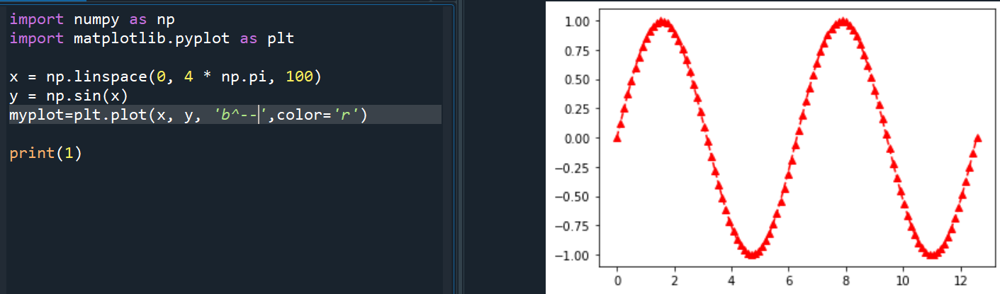 import numpy as np
import matplotlib.pyplot as plt
x = np.linspace(0, 4 * np.pi, 100)
y = np.sin(x)
myplot=plt.plot(x, y, 'b^--',color='r')
print(1)
1.00
0.75
0.50
0.25
0.00
−0.25
−0.50
−0.75
−1.00
0 2 4 6 8 10 12